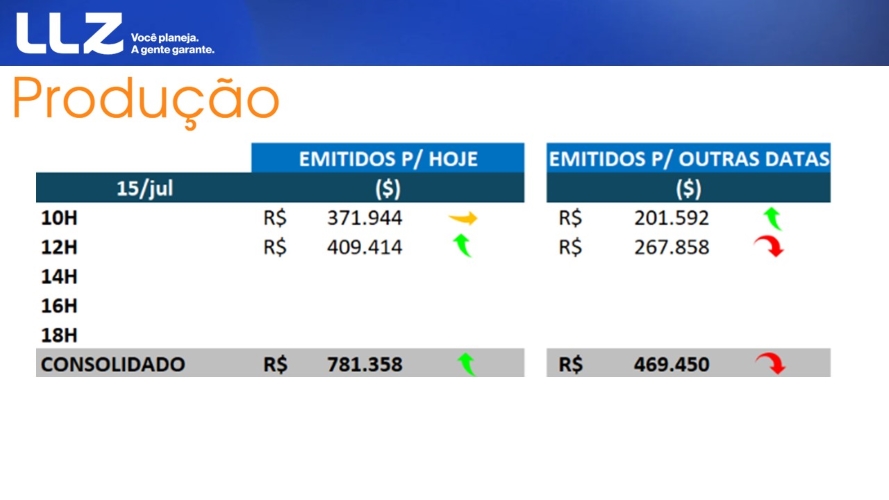 LLZ
Você planeja.
A gente garante.
Produção
EMITIDOS P/ HOJE EMITIDOS P/ OUTRAS DATAS
15/jul ($) ($)
10H R$ 371.944 R$ 201.592
12H R$ 409.414 R$ 267.858
14H
16H
18H
CONSOLIDADO R$ 781.358 R$ 469.450